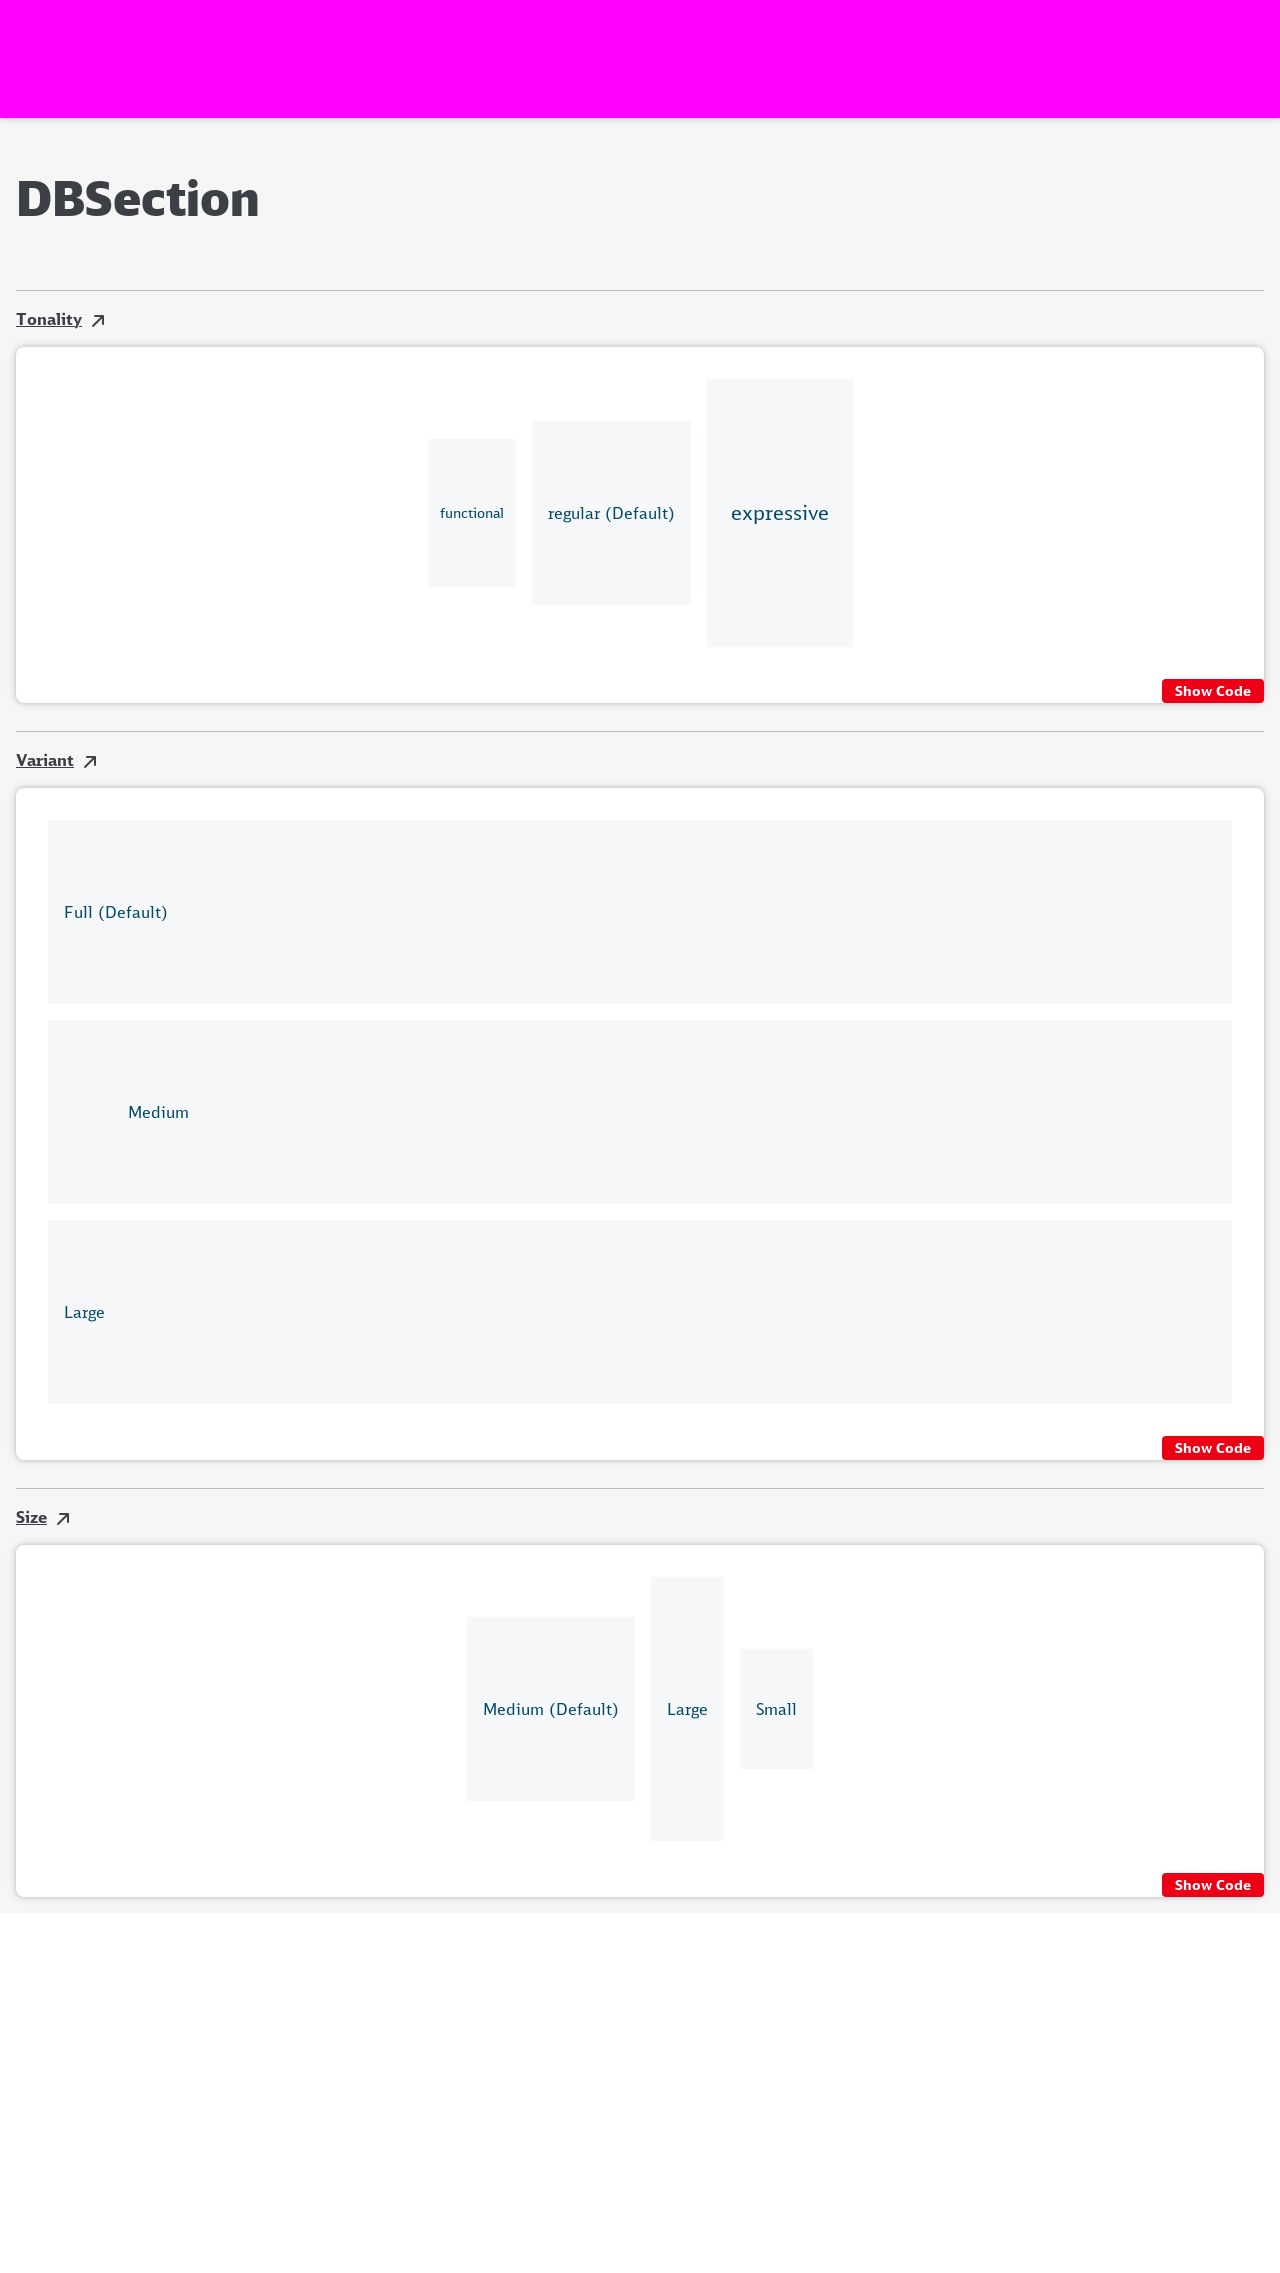 DBSection
Tonality
functional
regular (Default)
expressive
Show Code
Variant
Full (Default)
Medium
Large
Show Code
Size
Medium (Default)
Large
Small
Show Code